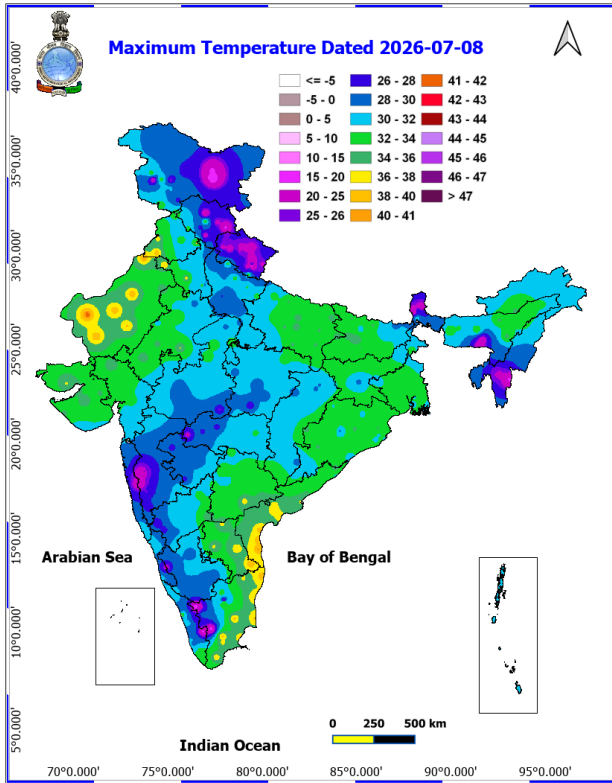 Maximum Temperature Dated 2026-07-08
<= -5
-5 - 0
0 - 5
5 - 10
10 - 15
15 - 20
20 - 25
25 - 26
26 - 28
28 - 30
30 - 32
32 - 34
34 - 36
36 - 38
38 - 40
40 - 41
41 - 42
42 - 43
43 - 44
44 - 45
45 - 46
46 - 47
> 47
40°0.000'
35°0.000'
30°0.000'
25°0.000'
20°0.000'
15°0.000'
10°0.000'
5°0.000'
Arabian Sea
Bay of Bengal
Indian Ocean
0 250 500 km
70°0.000' 75°0.000' 80°0.000' 85°0.000' 90°0.000' 95°0.000'